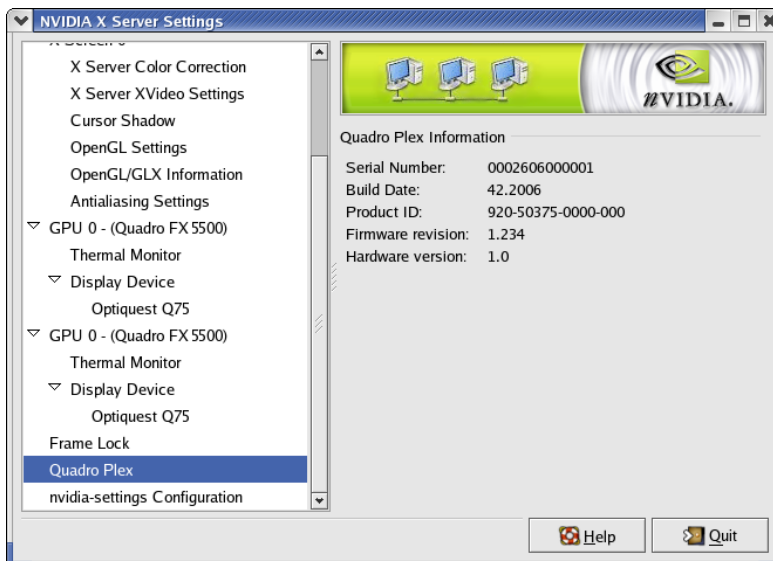 NVIDIA X Server Settings
X Screen 0
X Server Color Correction
X Server XVideo Settings
Cursor Shadow
OpenGL Settings
OpenGL/GLX Information
Antialiasing Settings
GPU 0 - (Quadro FX 5500)
Thermal Monitor
Display Device
Optiquest Q75
GPU 0 - (Quadro FX 5500)
Thermal Monitor
Display Device
Optiquest Q75
Frame Lock
Quadro Plex
nvidia-settings Configuration
nVIDIA.
Quadro Plex Information
Serial Number: 0002606000001
Build Date: 42.2006
Product ID: 920-50375-0000-000
Firmware revision: 1.234
Hardware version: 1.0
Help
Quit